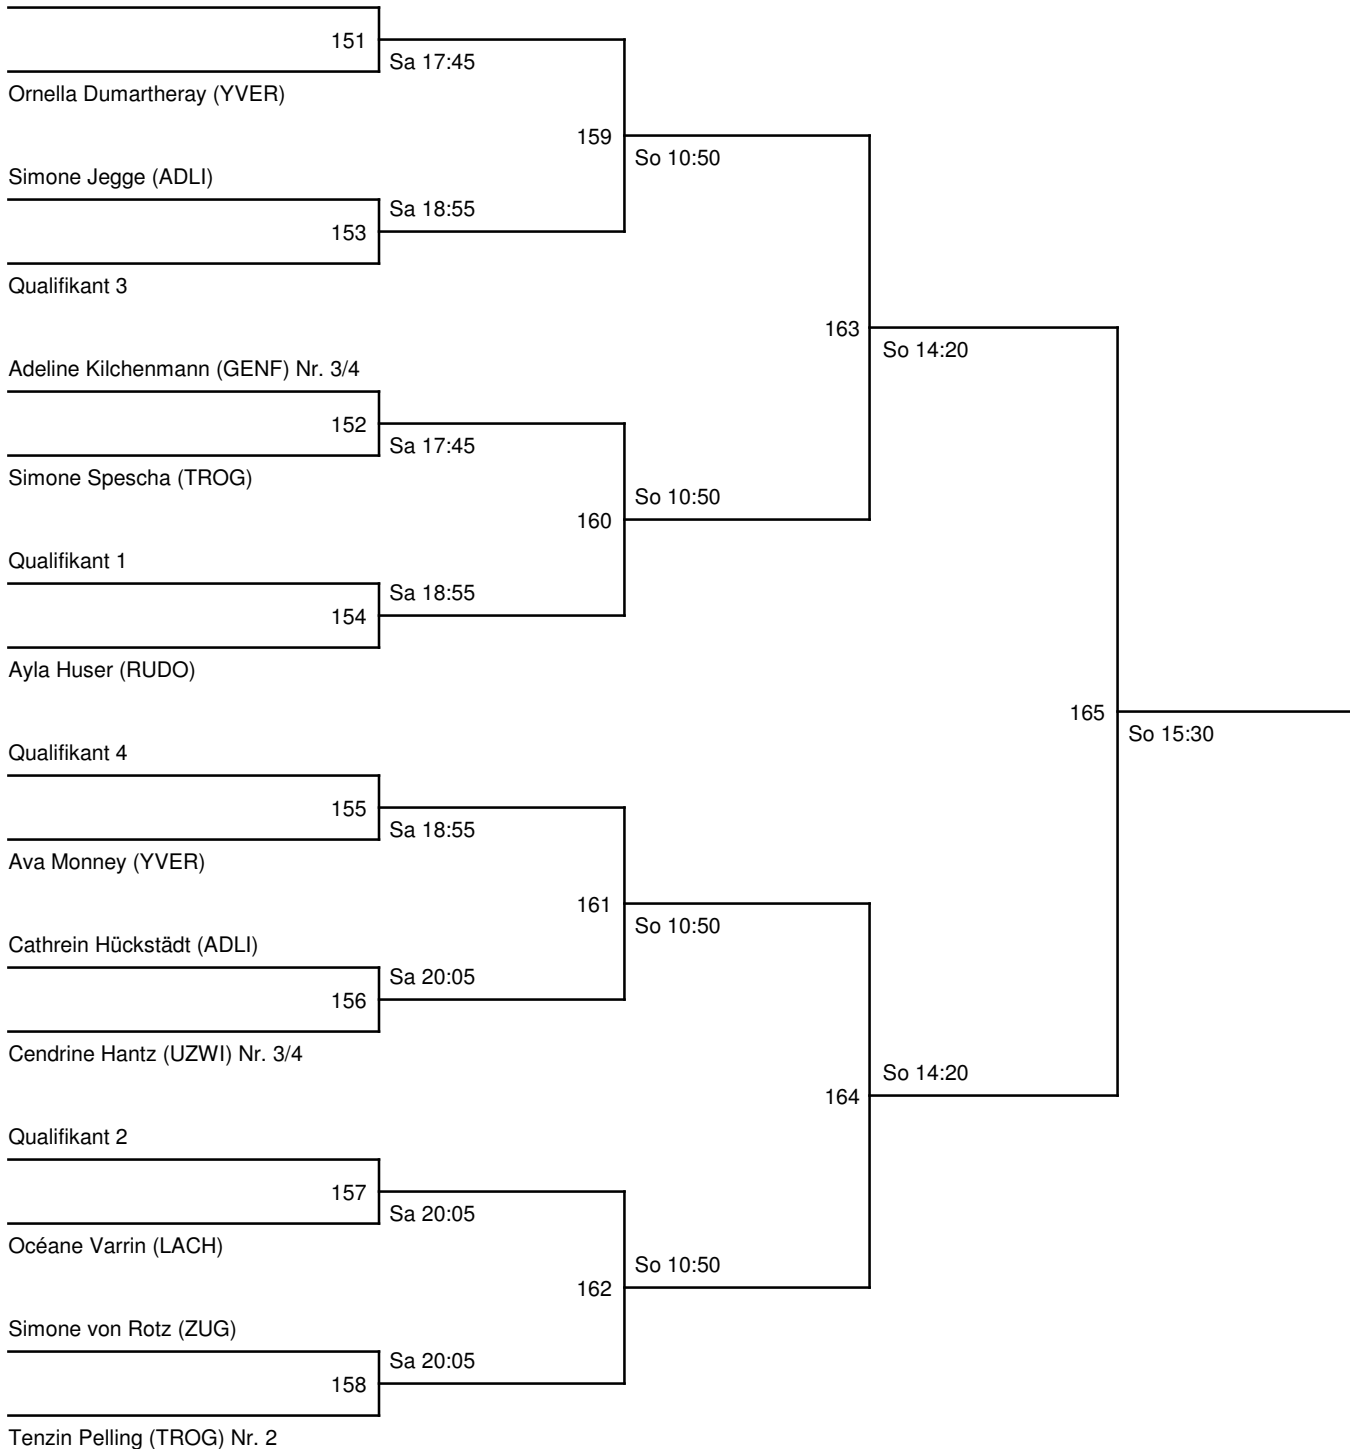 151
Sa 17:45
Ornella Dumartheray (YVER)
159
So 10:50
Simone Jegge (ADLI)
Sa 18:55
153
Qualifikant 3
163
So 14:20
Adeline Kilchenmann (GENF) Nr. 3/4
152
Sa 17:45
Simone Spescha (TROG)
So 10:50
160
Qualifikant 1
Sa 18:55
154
Ayla Huser (RUDO)
165
So 15:30
Qualifikant 4
155
Sa 18:55
Ava Monney (YVER)
161
So 10:50
Cathrein Hückstädt (ADLI)
Sa 20:05
156
Cendrine Hantz (UZWI) Nr. 3/4
So 14:20
164
Qualifikant 2
157
Sa 20:05
Océane Varrin (LACH)
So 10:50
162
Simone von Rotz (ZUG)
Sa 20:05
158
Tenzin Pelling (TROG) Nr. 2